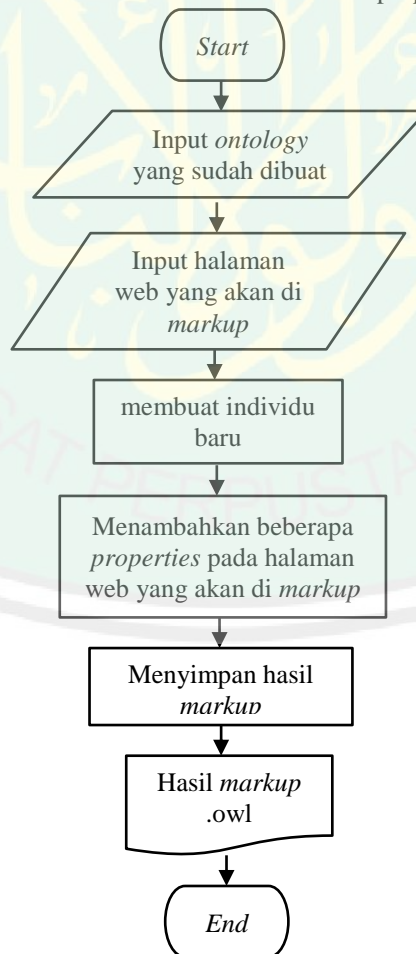 Start
Input ontology
yang sudah dibuat
Input halaman
web yang akan di
markup
membuat individu
baru
Menambahkan beberapa
properties pada halaman
web yang akan di markup
Menyimpan hasil
markup
Hasil markup
.owl
End